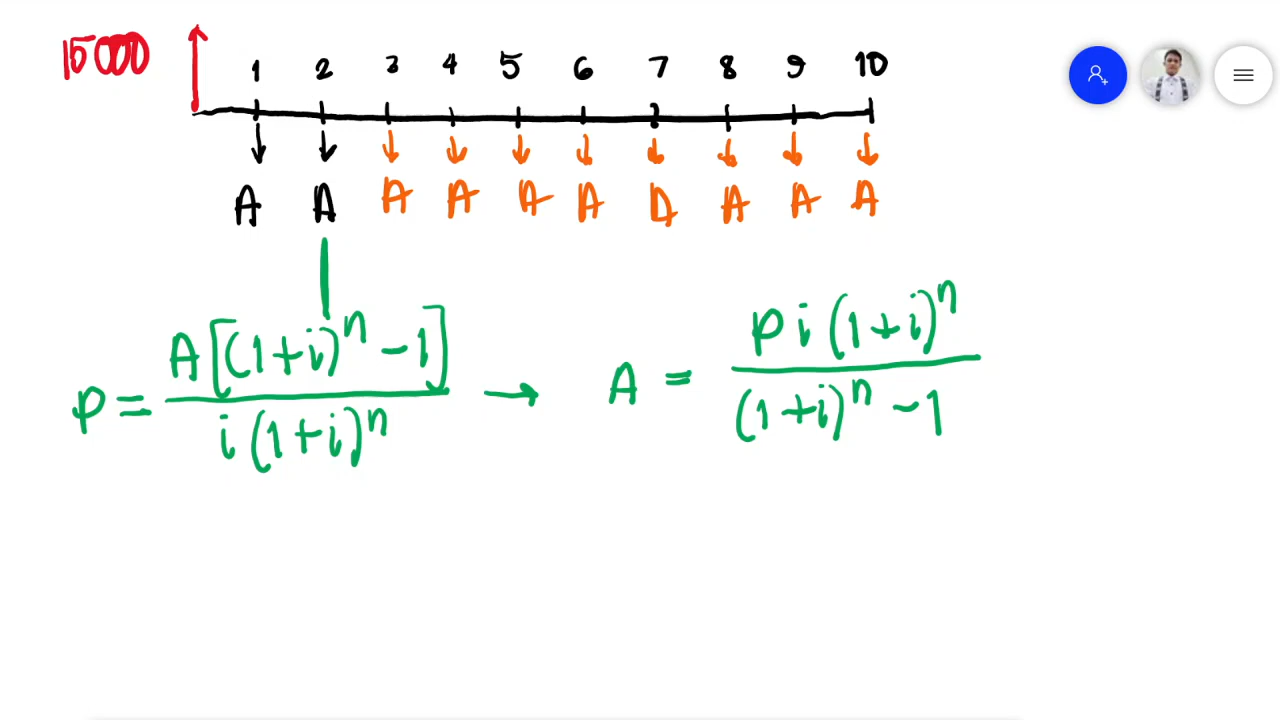 15000
1 2 3 4 5 6 7 8 9 10
A A A A A A A A A A
P = A[(1+i)^n - 1] / i(1+i)^n → A = Pi(1+i)^n / (1+i)^n - 1